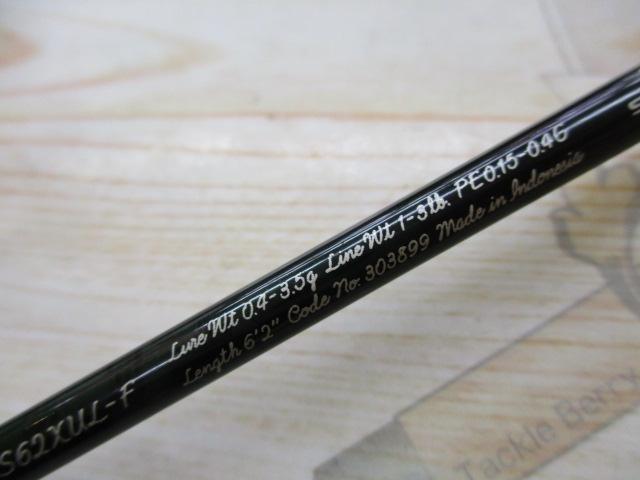 S62XUL-F
Lure Wt 0.4-3.5g Line Wt 1-3lb. PE0.15-0.4G
Length 6'2" Code No. 303899 Made in Indonesia
Tackle Berry